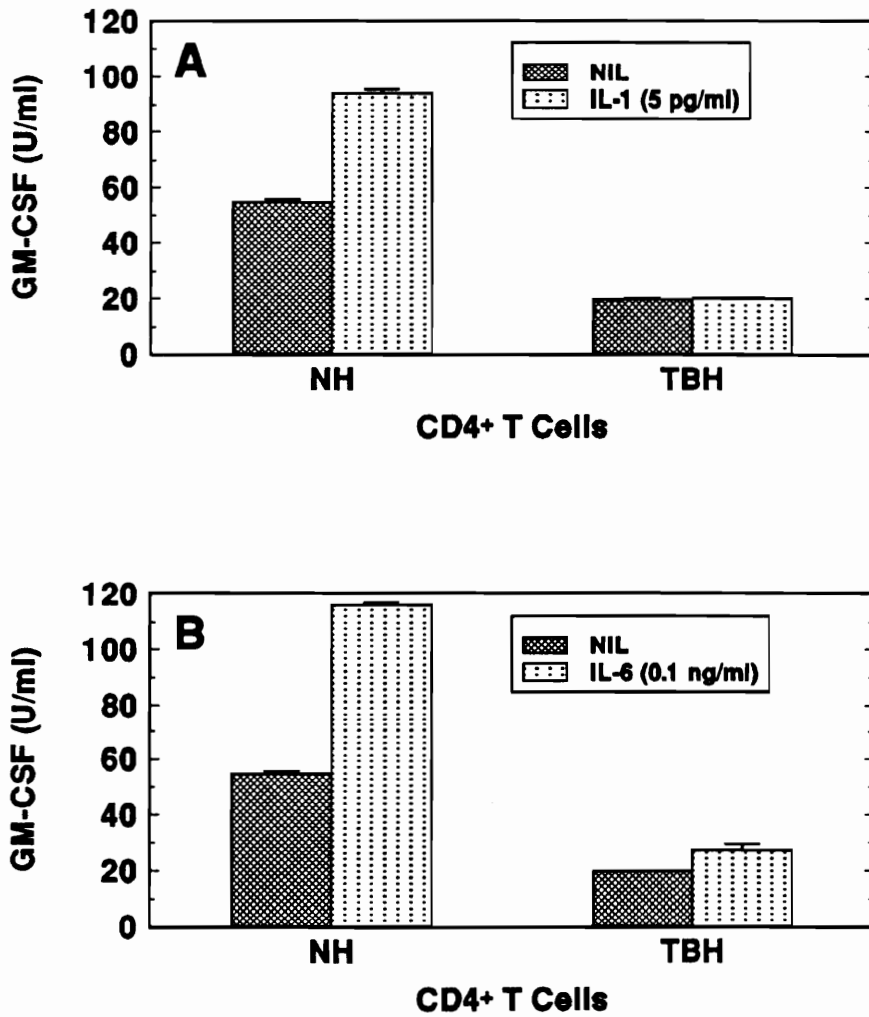 A
NIL
IL-1 (5 pg/ml)
GM-CSF (U/ml)
120
100
80
60
40
20
0
NH
TBH
CD4+ T Cells
B
NIL
IL-6 (0.1 ng/ml)
GM-CSF (U/ml)
120
100
80
60
40
20
0
NH
TBH
CD4+ T Cells